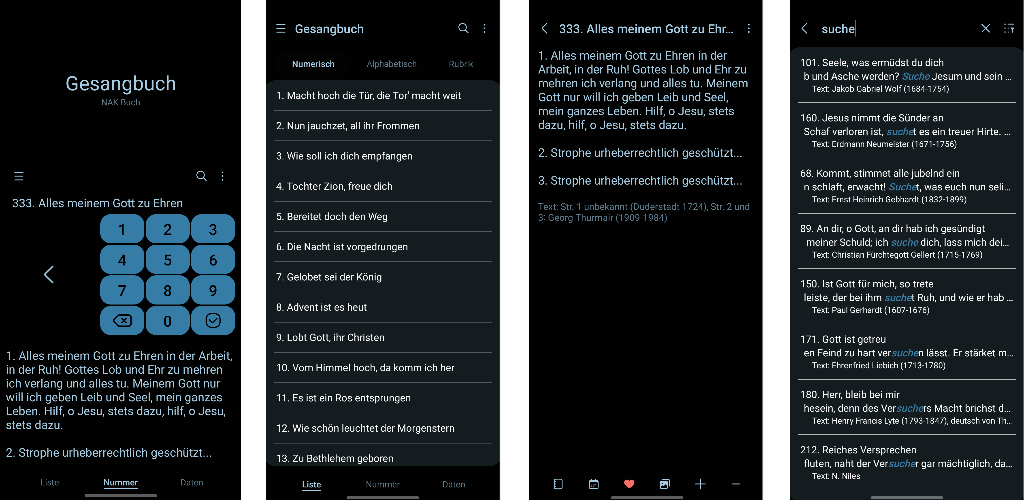 Gesangbuch
NAK Buch
333. Alles meinem Gott zu Ehren
1 2 3
4 5 6
7 8 9
0
1. Alles meinem Gott zu Ehren in der Arbeit,
in der Ruh! Gottes Lob und Ehr zu mehren
ich verlang und alles tu. Meinem Gott nur
will ich geben Leib und Seel, mein ganzes
Leben. Hilf, o Jesu, stets dazu, hilf, o Jesu,
stets dazu.
2. Strophe urheberrechtlich geschützt...
Liste Nummer Daten
Gesangbuch
Numerisch Alphabetisch Rubrik
1. Macht hoch die Tür, die Tor' macht weit
2. Nun jauchzet, all ihr Frommen
3. Wie soll ich dich empfangen
4. Tochter Zion, freue dich
5. Bereitet doch den Weg
6. Die Nacht ist vorgedrungen
7. Gelobet sei der König
8. Advent ist es heut
9. Lobt Gott, ihr Christen
10. Vom Himmel hoch, da komm ich her
11. Es ist ein Ros entsprungen
12. Wie schön leuchtet der Morgenstern
13. Zu Bethlehem geboren
Liste Nummer Daten
333. Alles meinem Gott zu Ehr...
1. Alles meinem Gott zu Ehren in der
Arbeit, in der Ruh! Gottes Lob und Ehr zu
mehren ich verlang und alles tu. Meinem
Gott nur will ich geben Leib und Seel,
mein ganzes Leben. Hilf, o Jesu, stets
dazu, hilf, o Jesu, stets dazu.
2. Strophe urheberrechtlich geschützt...
3. Strophe urheberrechtlich geschützt...
Text: Str. 1 unbekannt (Duderstadt 1724), Str. 2 und
3: Georg Thurmair (1909-1984)
suche
101. Seele, was ermüdst du dich
b und Asche werden? Suche Jesum und sein ...
Text: Jakob Gabriel Wolf (1684-1754)
160. Jesus nimmt die Sünder an
Schaf verloren ist, suchet es ein treuer Hirte. ...
Text: Erdmann Neumeister (1671-1756)
68. Kommt, stimmet alle jubelnd ein
n schlaft, erwacht! Suchet, was euch nun seli...
Text: Ernst Heinrich Gebhardt (1832-1899)
89. An dir, o Gott, an dir hab ich gesündigt
meiner Schuld; ich suche dich, lass mich dei...
Text: Christian Fürchtegott Gellert (1715-1769)
150. Ist Gott für mich, so trete
leiste, der bei ihm suchet Ruh, und wie er hab ...
Text: Paul Gerhardt (1607-1676)
171. Gott ist getreu
en Feind zu hart versuchen lässt. Er stärket m...
Text: Ehrenfried Liebich (1713-1780)
180. Herr, bleib bei mir
hesein, denn des Versuchers Macht brichst d...
Text: Henry Francis Lyte (1793-1847), deutsch von Th...
212. Reiches Versprechen
fluten, naht der Versucher gar mächtiglich, da...
Text: N. Niles